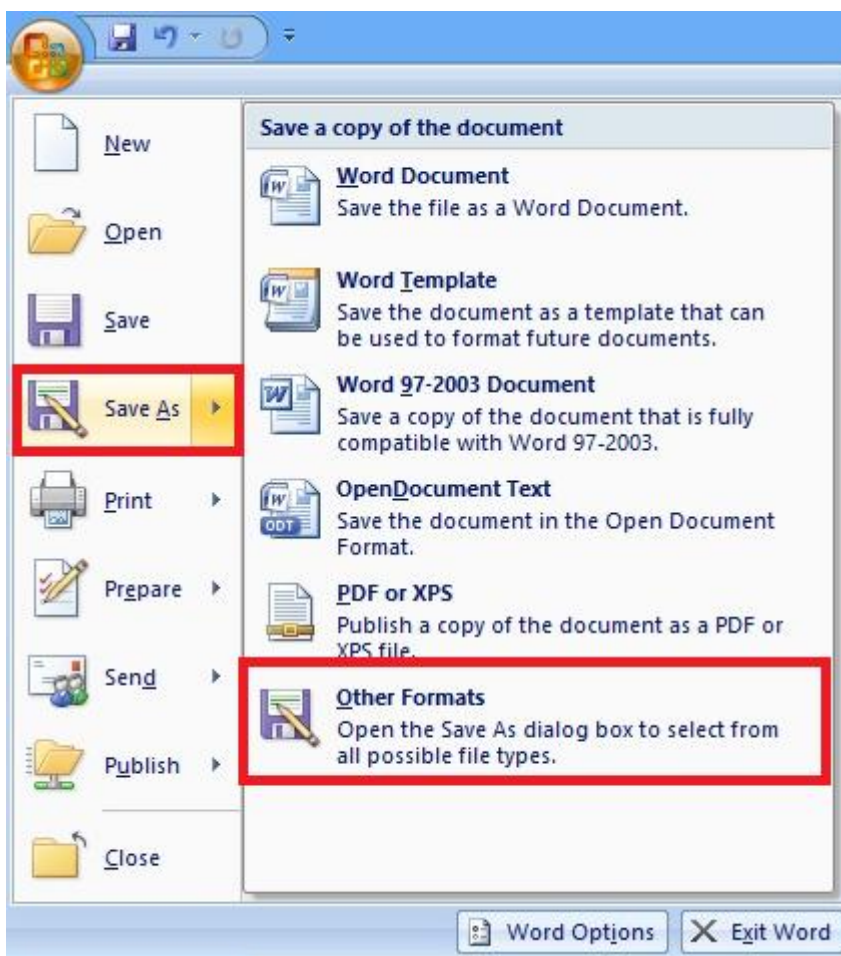 New
Open
Save
Save As
Print
Prepare
Send
Publish
Close
Save a copy of the document
Word Document
Save the file as a Word Document.
Word Template
Save the document as a template that can
be used to format future documents.
Word 97-2003 Document
Save a copy of the document that is fully
compatible with Word 97-2003.
OpenDocument Text
Save the document in the Open Document
Format.
PDF or XPS
Publish a copy of the document as a PDF or
XPS file.
Other Formats
Open the Save As dialog box to select from
all possible file types.
Word Options
Exit Word